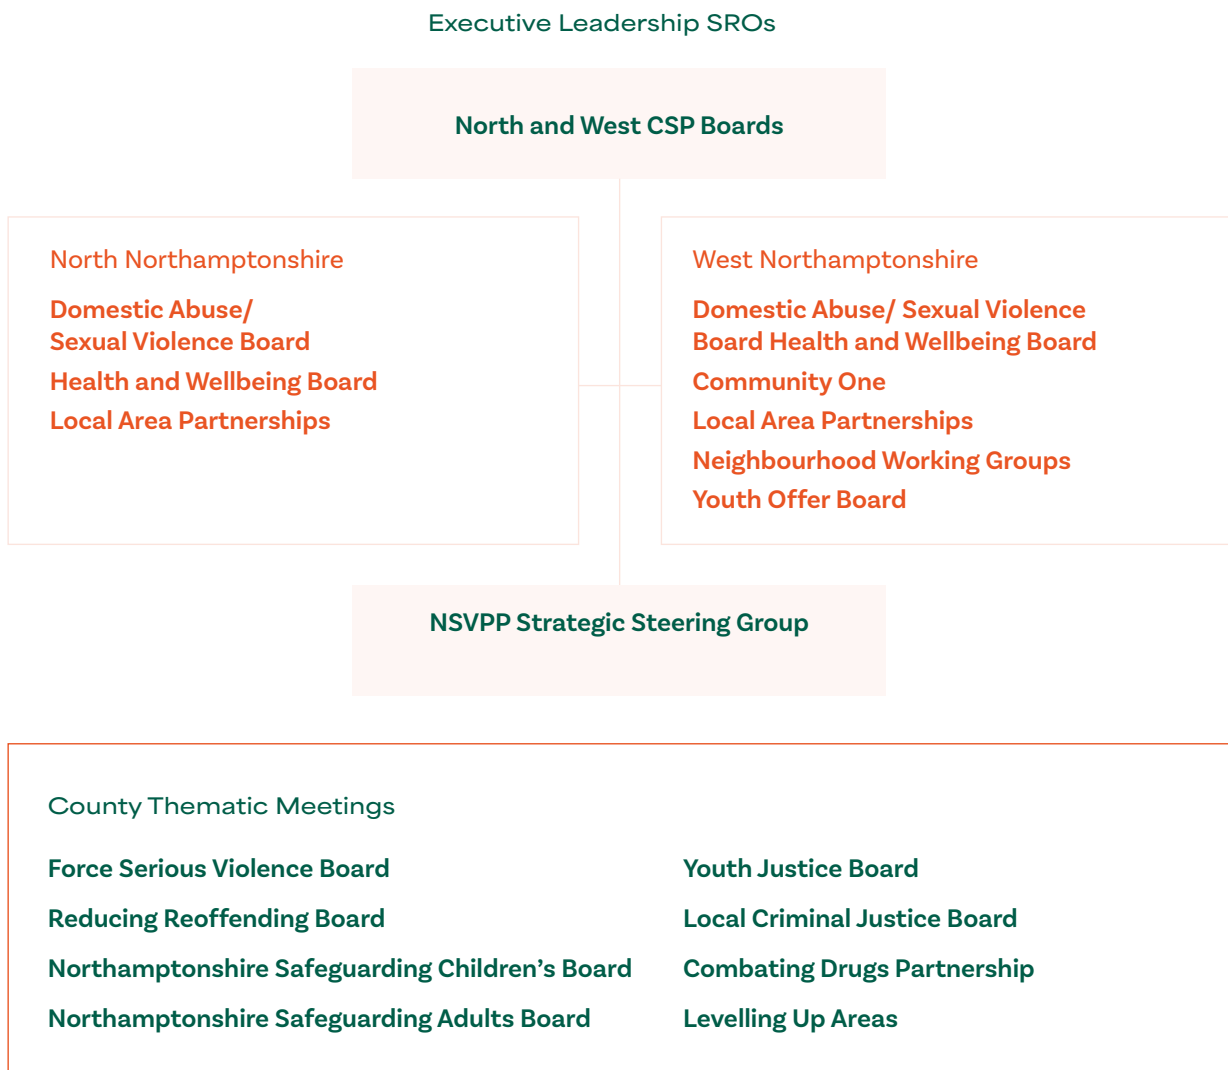 Executive Leadership SROs
North and West CSP Boards
North Northamptonshire
Domestic Abuse/
Sexual Violence Board
Health and Wellbeing Board
Local Area Partnerships
West Northamptonshire
Domestic Abuse/ Sexual Violence
Board Health and Wellbeing Board
Community One
Local Area Partnerships
Neighbourhood Working Groups
Youth Offer Board
NSVPP Strategic Steering Group
County Thematic Meetings
Force Serious Violence Board
Reducing Reoffending Board
Northamptonshire Safeguarding Children’s Board
Northamptonshire Safeguarding Adults Board
Youth Justice Board
Local Criminal Justice Board
Combating Drugs Partnership
Levelling Up Areas